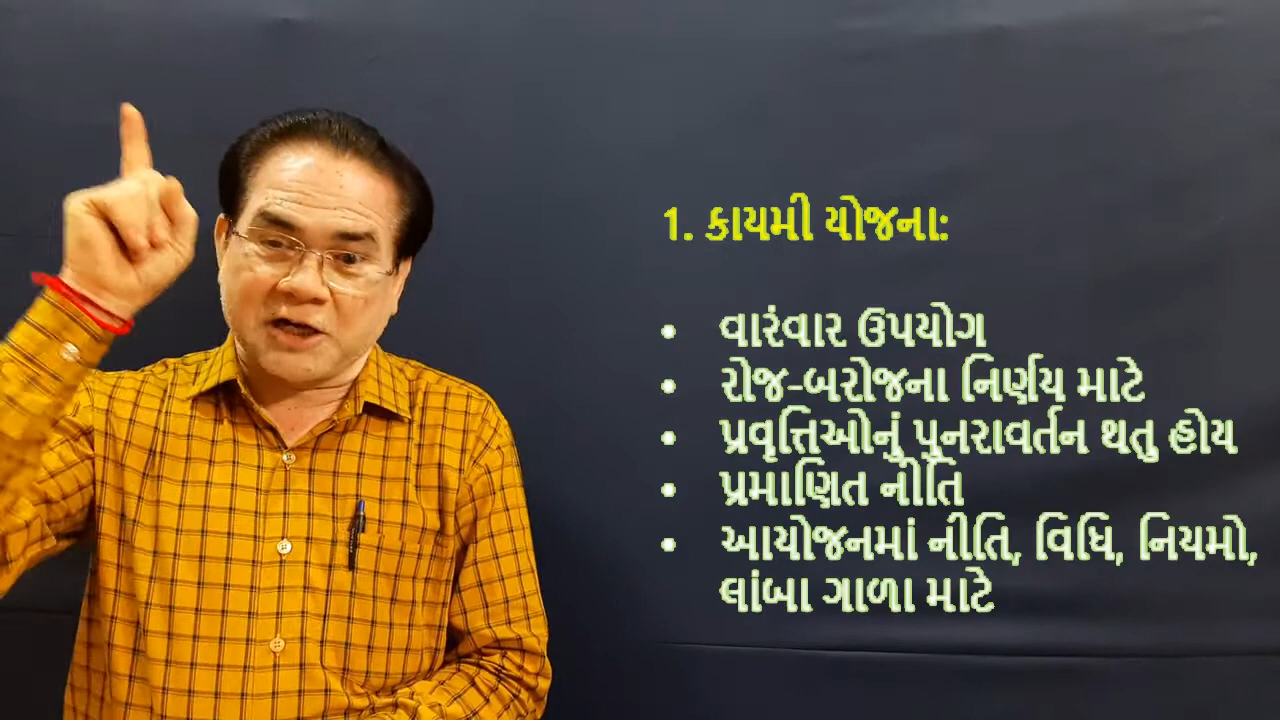 1. કાયમી યોજના:
• વારંવાર ઉપયોગ
• રોજ-બરોજના નિર્ણય માટે
• પ્રવૃત્તિઓનું પુનરાવર્તન થતુ હોય
• પ્રમાણિત નીતિ
• આયોજનમાં નીતિ, વિધિ, નિયમો,
લાંબા ગાળા માટે